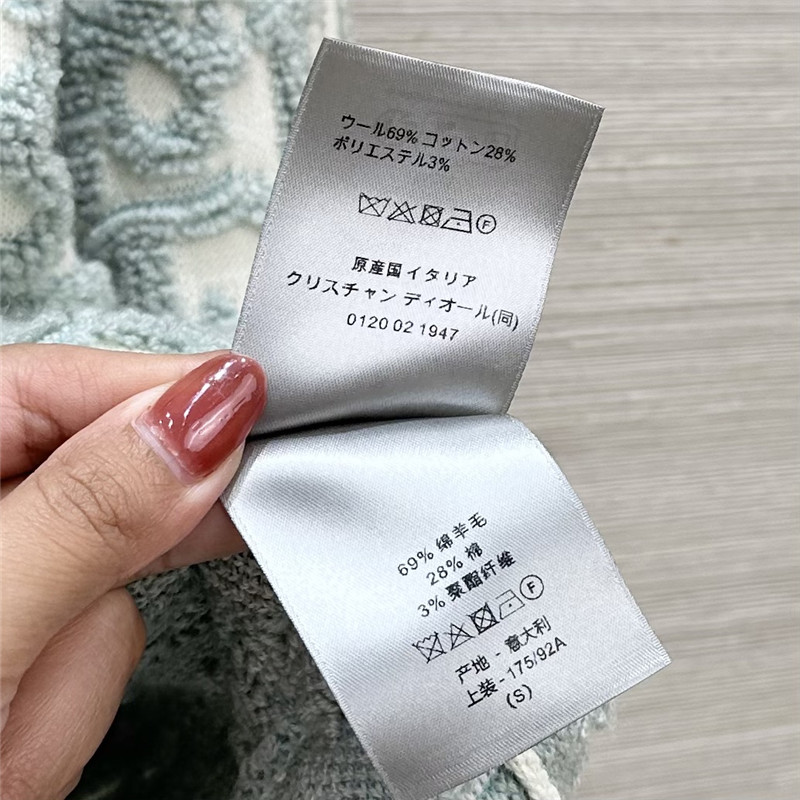 ウール69% コットン28%
ポリエステル3%
F
原産国イタリア
クリスチャン ディオール(同)
0120 02 1947
69% 绵羊毛
28% 棉
3% 聚酯纤维
F
产地 - 意大利
上装 - 175/92A
(S)